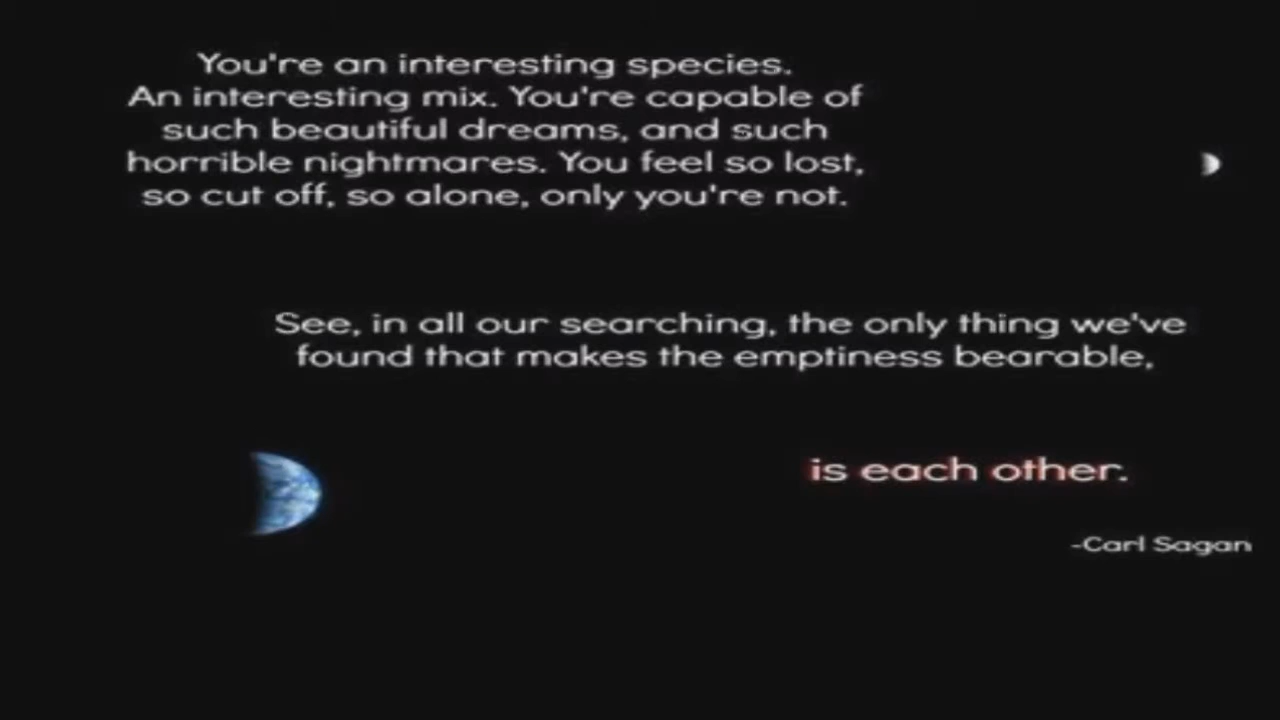 You're an interesting species.
An interesting mix. You're capable of
such beautiful dreams, and such
horrible nightmares. You feel so lost,
so cut off, so alone, only you're not.
See, in all our searching, the only thing we've
found that makes the emptiness bearable,
is each other.
-Carl Sagan